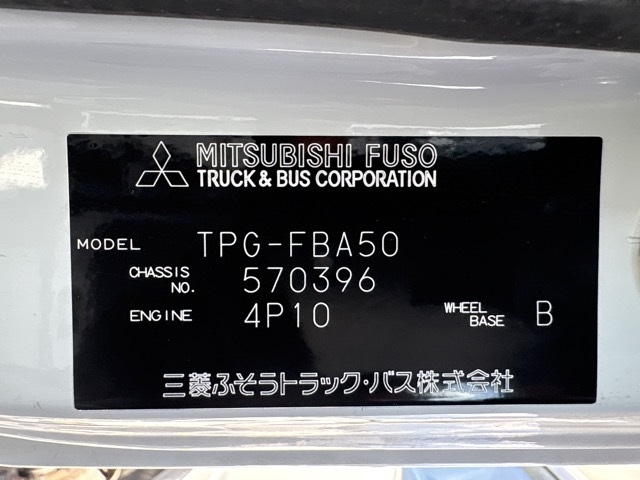 MITSUBISHI FUSO
TRUCK & BUS CORPORATION
MODEL TPG-FBA50
CHASSIS NO. 570396
ENGINE 4P10 WHEEL BASE B
三菱ふそうトラック・バス株式会社